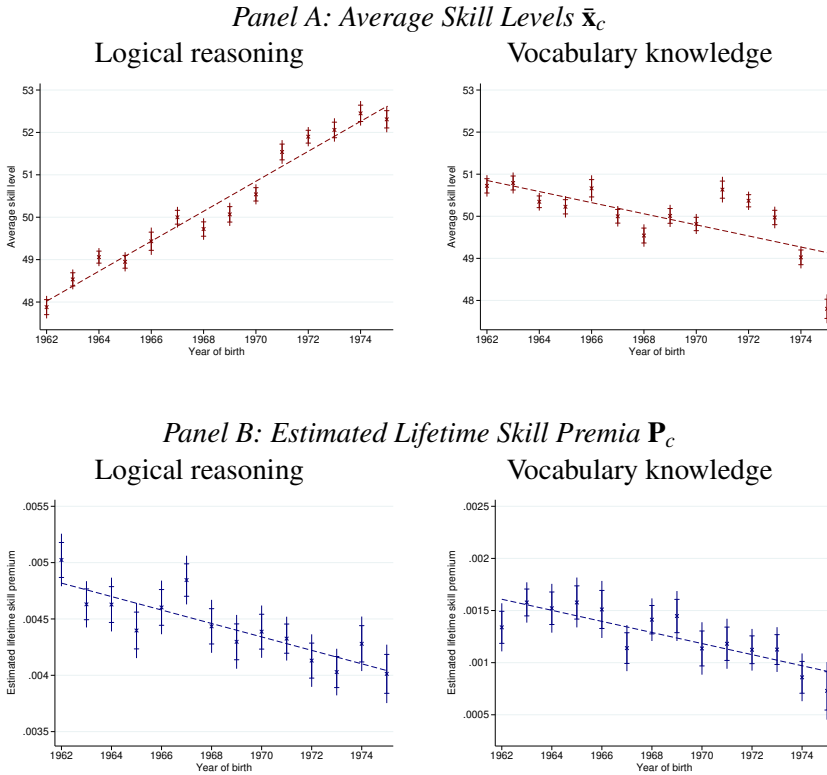 Panel A: Average Skill Levels x̄c
Logical reasoning
Vocabulary knowledge
53
52
51
50
49
48
Average skill level
1962 1964 1966 1968 1970 1972 1974
Year of birth
53
52
51
50
49
48
Average skill level
1962 1964 1966 1968 1970 1972 1974
Year of birth
Panel B: Estimated Lifetime Skill Premia Pc
Logical reasoning
Vocabulary knowledge
.0055
.005
.0045
.004
.0035
Estimated lifetime skill premium
1962 1964 1966 1968 1970 1972 1974
Year of birth
.0025
.002
.0015
.001
.0005
Estimated lifetime skill premium
1962 1964 1966 1968 1970 1972 1974
Year of birth